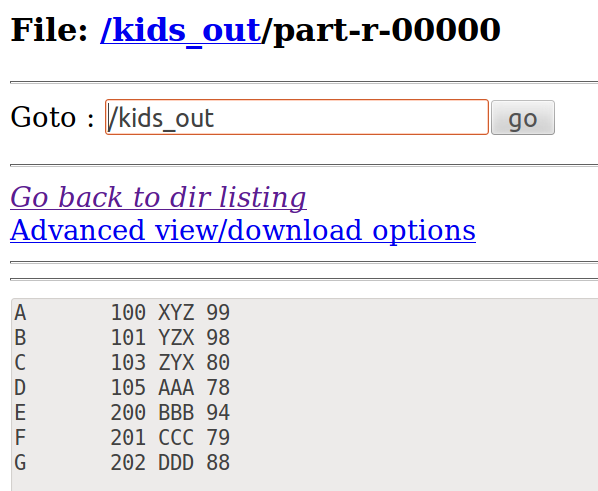 File: /kids_out/part-r-00000
Goto : /kids_out go
Go back to dir listing
Advanced view/download options
A 100 XYZ 99
B 101 YZX 98
C 103 ZYX 80
D 105 AAA 78
E 200 BBB 94
F 201 CCC 79
G 202 DDD 88